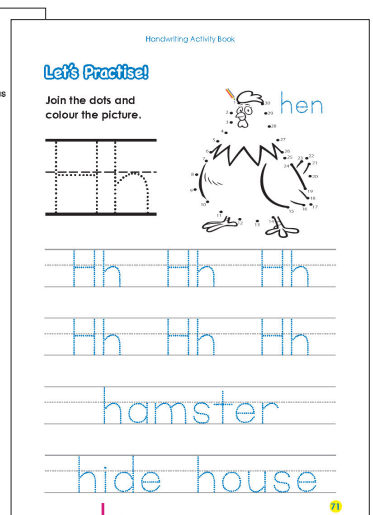 Handwriting Activity Book
Let's Practise!
Join the dots and
colour the picture.
hen
Hh
Hh Hh Hh
Hh Hh Hh
hamster
hide house
71